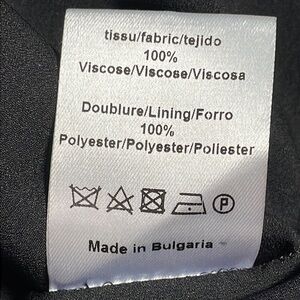 tissu/fabric/tejido
100%
Viscose/Viscose/Viscosa
Doublure/Lining/Forro
100%
Polyester/Polyester/Poliester
P
Made in Bulgaria